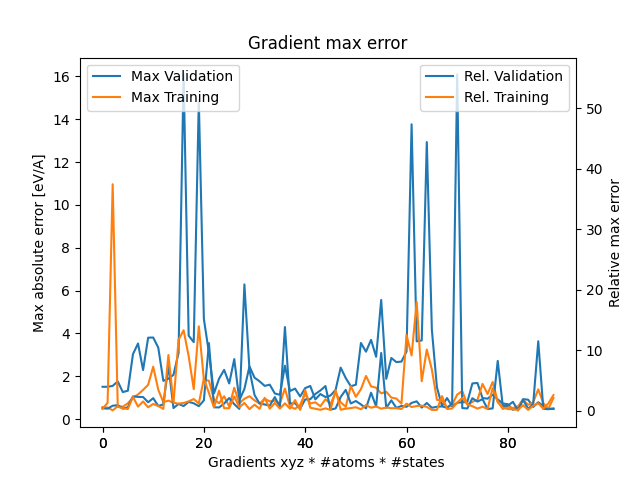 Gradient max error
Max Validation
Max Training
Rel. Validation
Rel. Training
Max absolute error [eV/A]
16
14
12
10
8
6
4
2
0
50
40
30
20
10
0
Relative max error
0 20 40 60 80
Gradients xyz * #atoms * #states